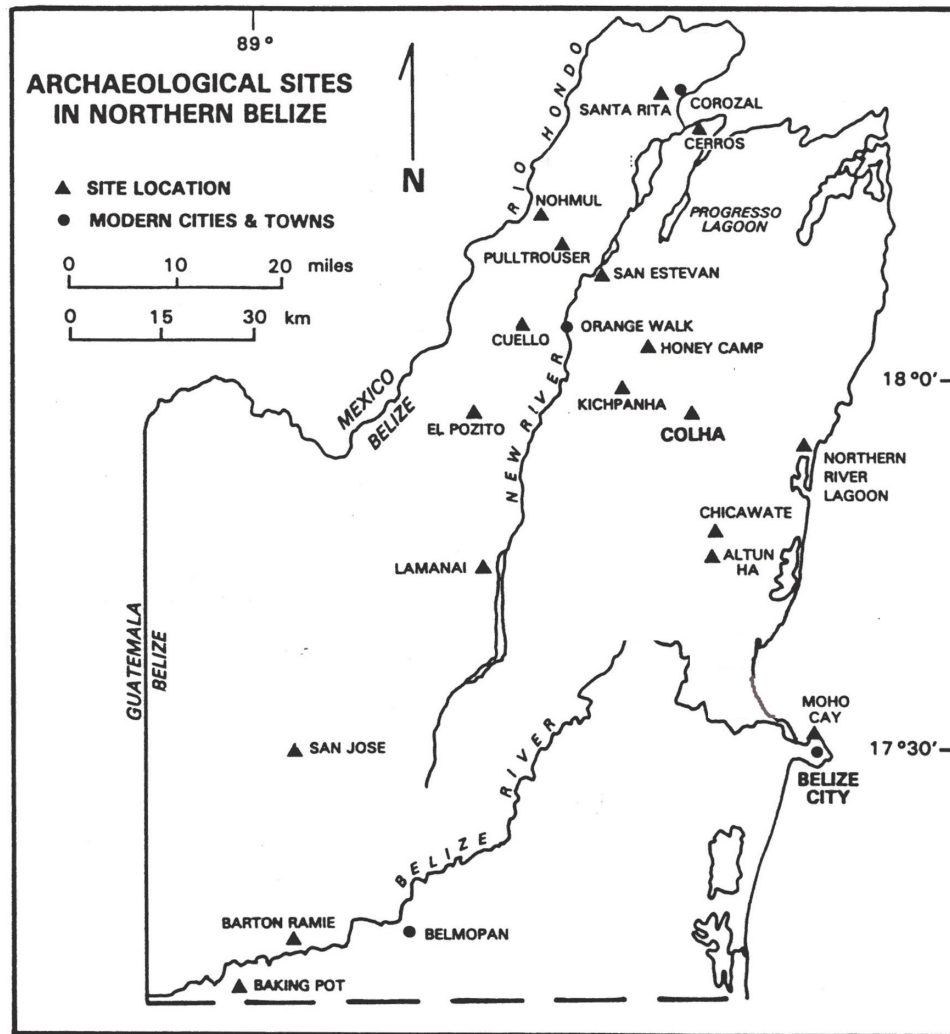 89°
ARCHAEOLOGICAL SITES
IN NORTHERN BELIZE
N
▲ SITE LOCATION
● MODERN CITIES & TOWNS
0 10 20 miles
0 15 30 km
RIO HONDO
SANTA RITA
COROZAL
CERROS
NOHMUL
PROGRESSO
LAGOON
PULLTROUSER
SAN ESTEVAN
CUELLO
ORANGE WALK
HONEY CAMP
18°0'
MEXICO
BELIZE
KICHPANHA
EL POZITO
COLHA
NEW RIVER
NORTHERN
RIVER
LAGOON
CHICAWATE
ALTUN
HA
LAMANAI
GUATEMALA
BELIZE
MOHO
CAY
SAN JOSE
17°30'
BELIZE
CITY
BELIZE RIVER
BARTON RAMIE
BELMOPAN
BAKING POT